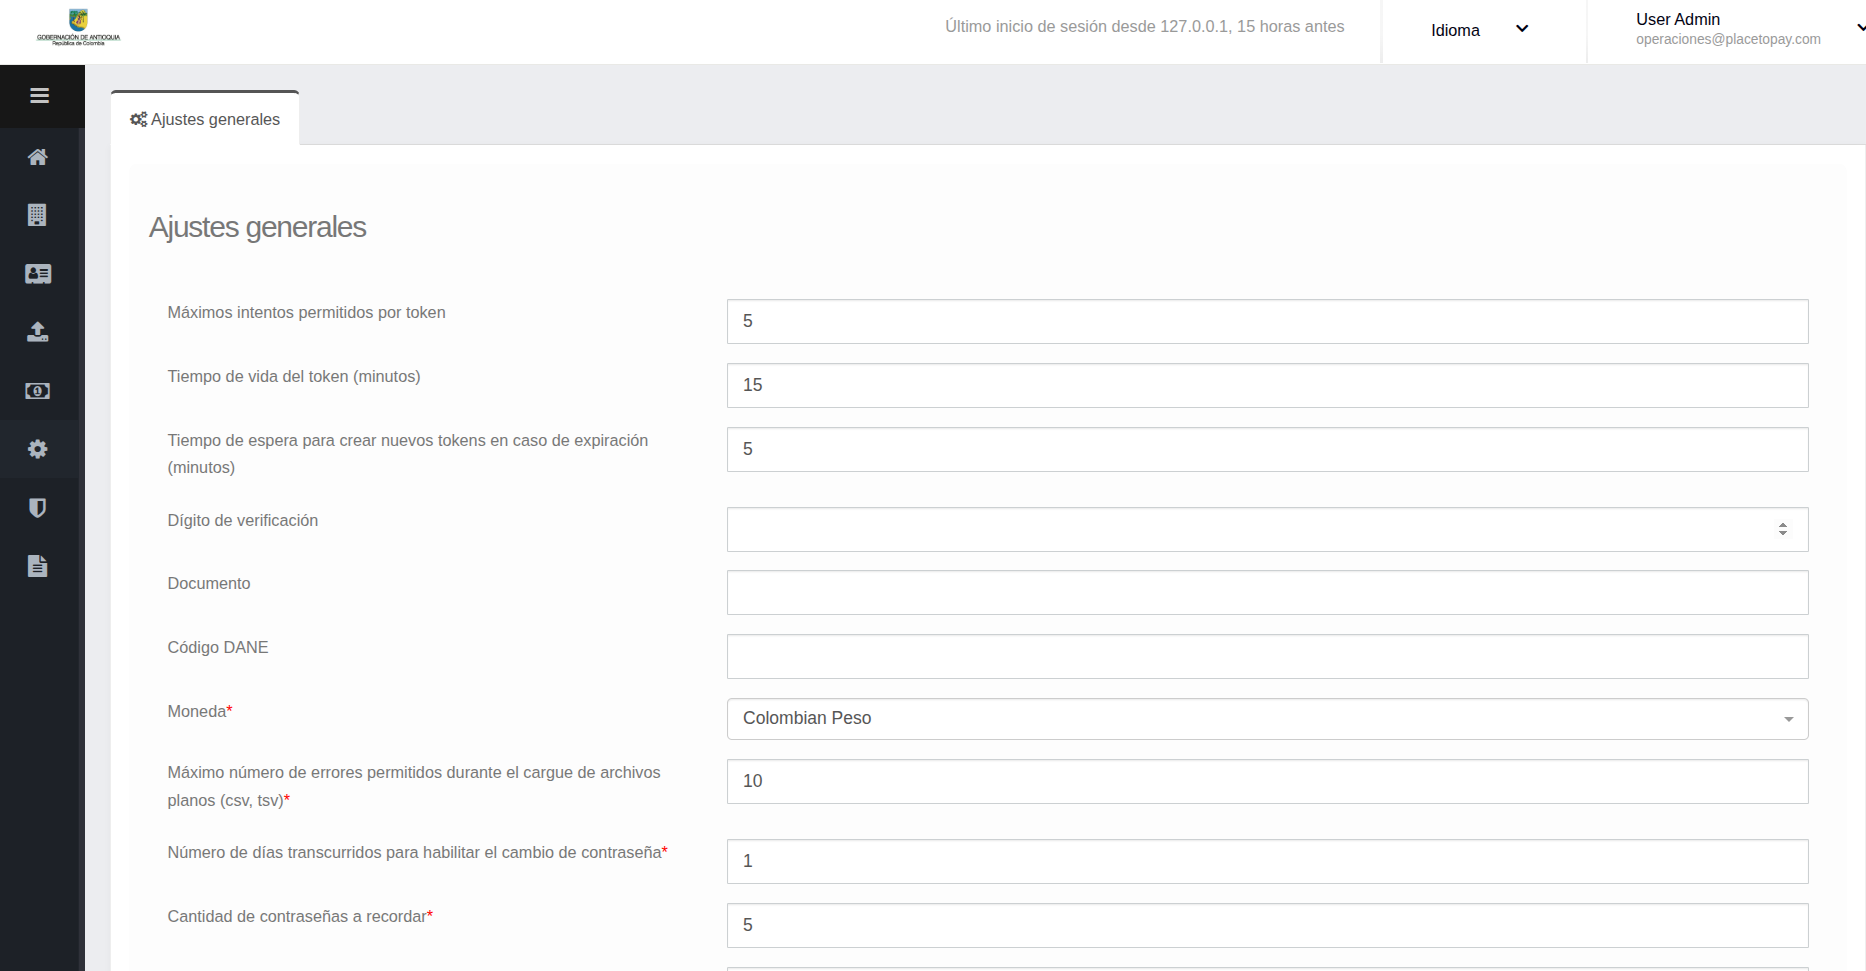 GOBERNACIÓN DE ANTIOQUIA
República de Colombia
Último inicio de sesión desde 127.0.0.1, 15 horas antes
Idioma
User Admin
operaciones@placetopay.com
Ajustes generales
Ajustes generales
Máximos intentos permitidos por token
5
Tiempo de vida del token (minutos)
15
Tiempo de espera para crear nuevos tokens en caso de expiración
(minutos)
5
Dígito de verificación
Documento
Código DANE
Moneda*
Colombian Peso
Máximo número de errores permitidos durante el cargue de archivos
planos (csv, tsv)*
10
Número de días transcurridos para habilitar el cambio de contraseña*
1
Cantidad de contraseñas a recordar*
5